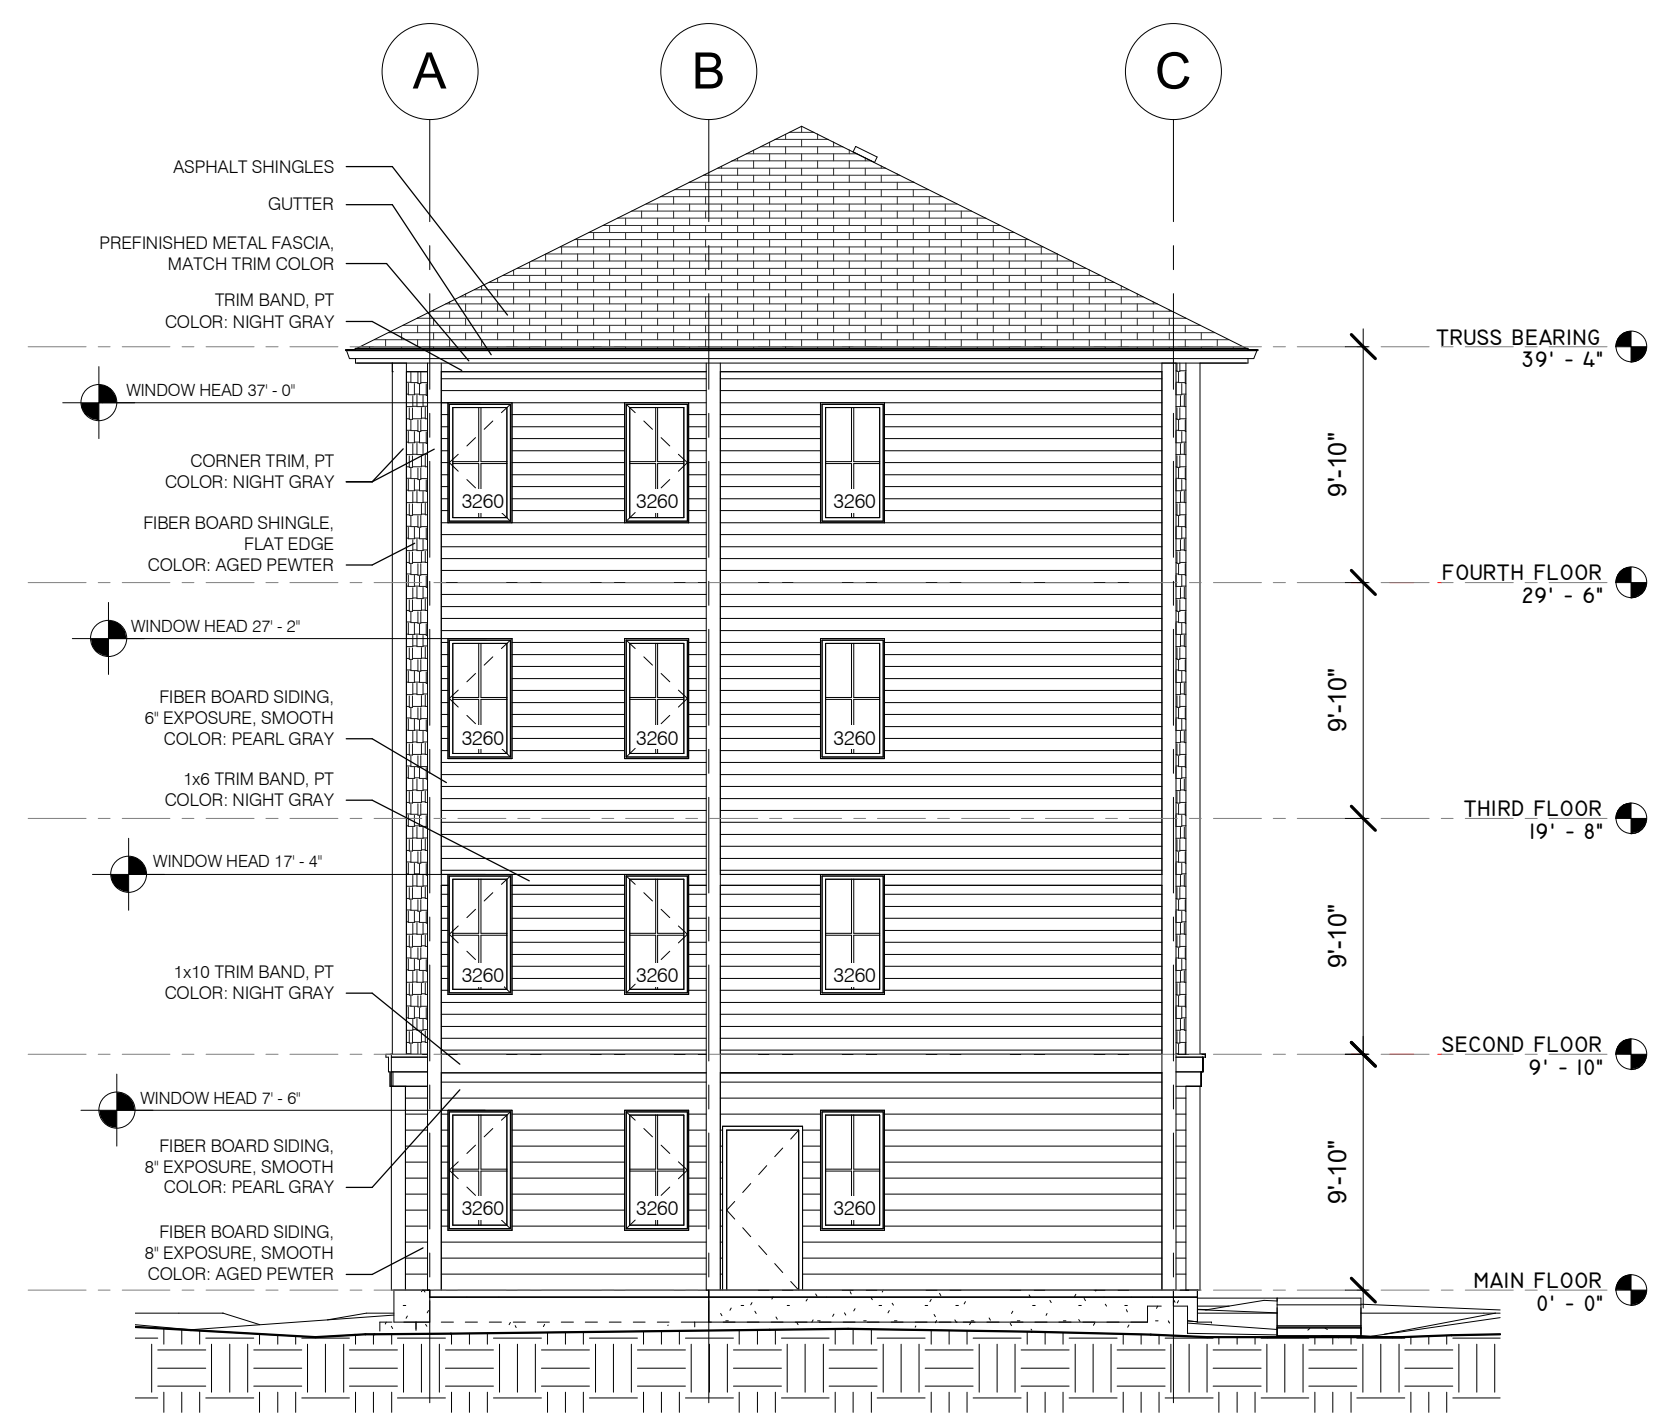 A
B
C
ASPHALT SHINGLES
GUTTER
PREFINISHED METAL FASCIA,
MATCH TRIM COLOR
TRIM BAND, PT
COLOR: NIGHT GRAY
TRUSS BEARING
39' - 4"
WINDOW HEAD 37' - 0"
9'-10"
CORNER TRIM, PT
COLOR: NIGHT GRAY
3260
3260
3260
FIBER BOARD SHINGLE,
FLAT EDGE
COLOR: AGED PEWTER
FOURTH FLOOR
29' - 6"
WINDOW HEAD 27' - 2"
9'-10"
FIBER BOARD SIDING,
6" EXPOSURE, SMOOTH
COLOR: PEARL GRAY
3260
3260
3260
1x6 TRIM BAND, PT
COLOR: NIGHT GRAY
THIRD FLOOR
19' - 8"
WINDOW HEAD 17' - 4"
9'-10"
3260
3260
3260
1x10 TRIM BAND, PT
COLOR: NIGHT GRAY
SECOND FLOOR
9' - 10"
WINDOW HEAD 7' - 6"
9'-10"
FIBER BOARD SIDING,
8" EXPOSURE, SMOOTH
COLOR: PEARL GRAY
3260
3260
3260
FIBER BOARD SIDING,
8" EXPOSURE, SMOOTH
COLOR: AGED PEWTER
MAIN FLOOR
0' - 0"